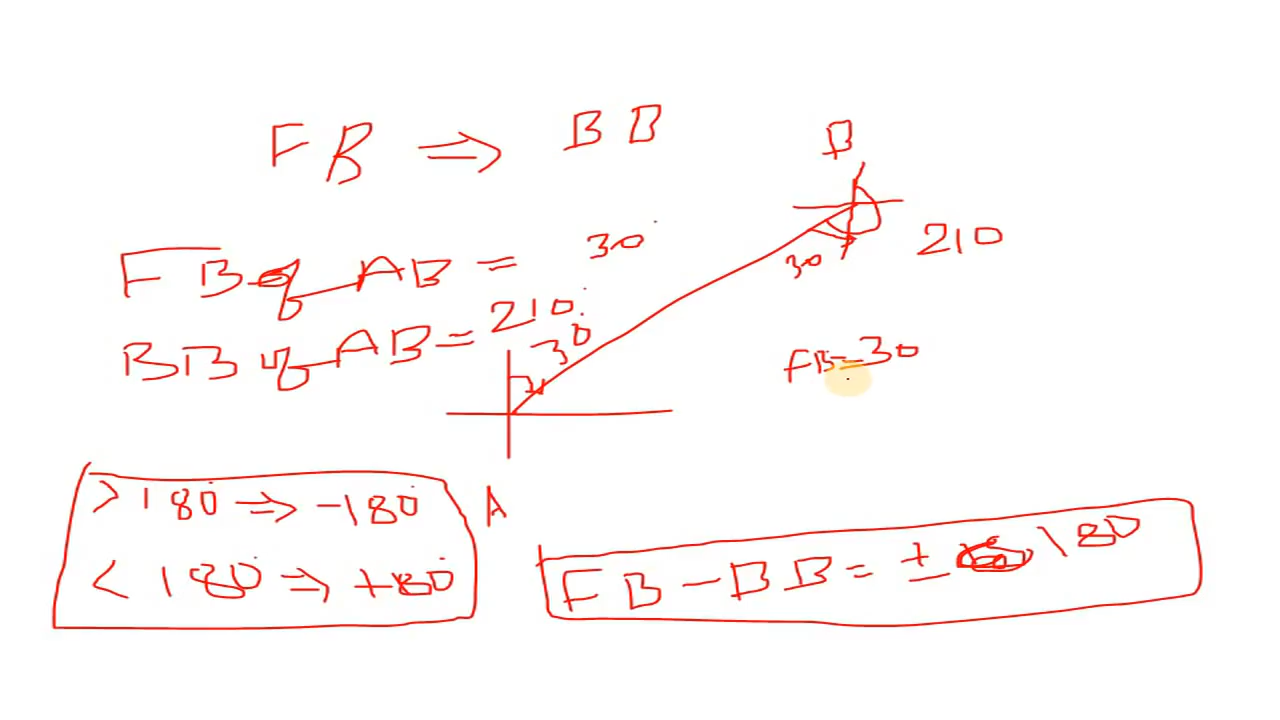 FB ⇒ BB
B
FB of AB = 30°
210
30
BB of AB = 210°
30
FB = 30
A
> 180° ⇒ -180°
< 180° ⇒ +180°
FB - BB = ± 180